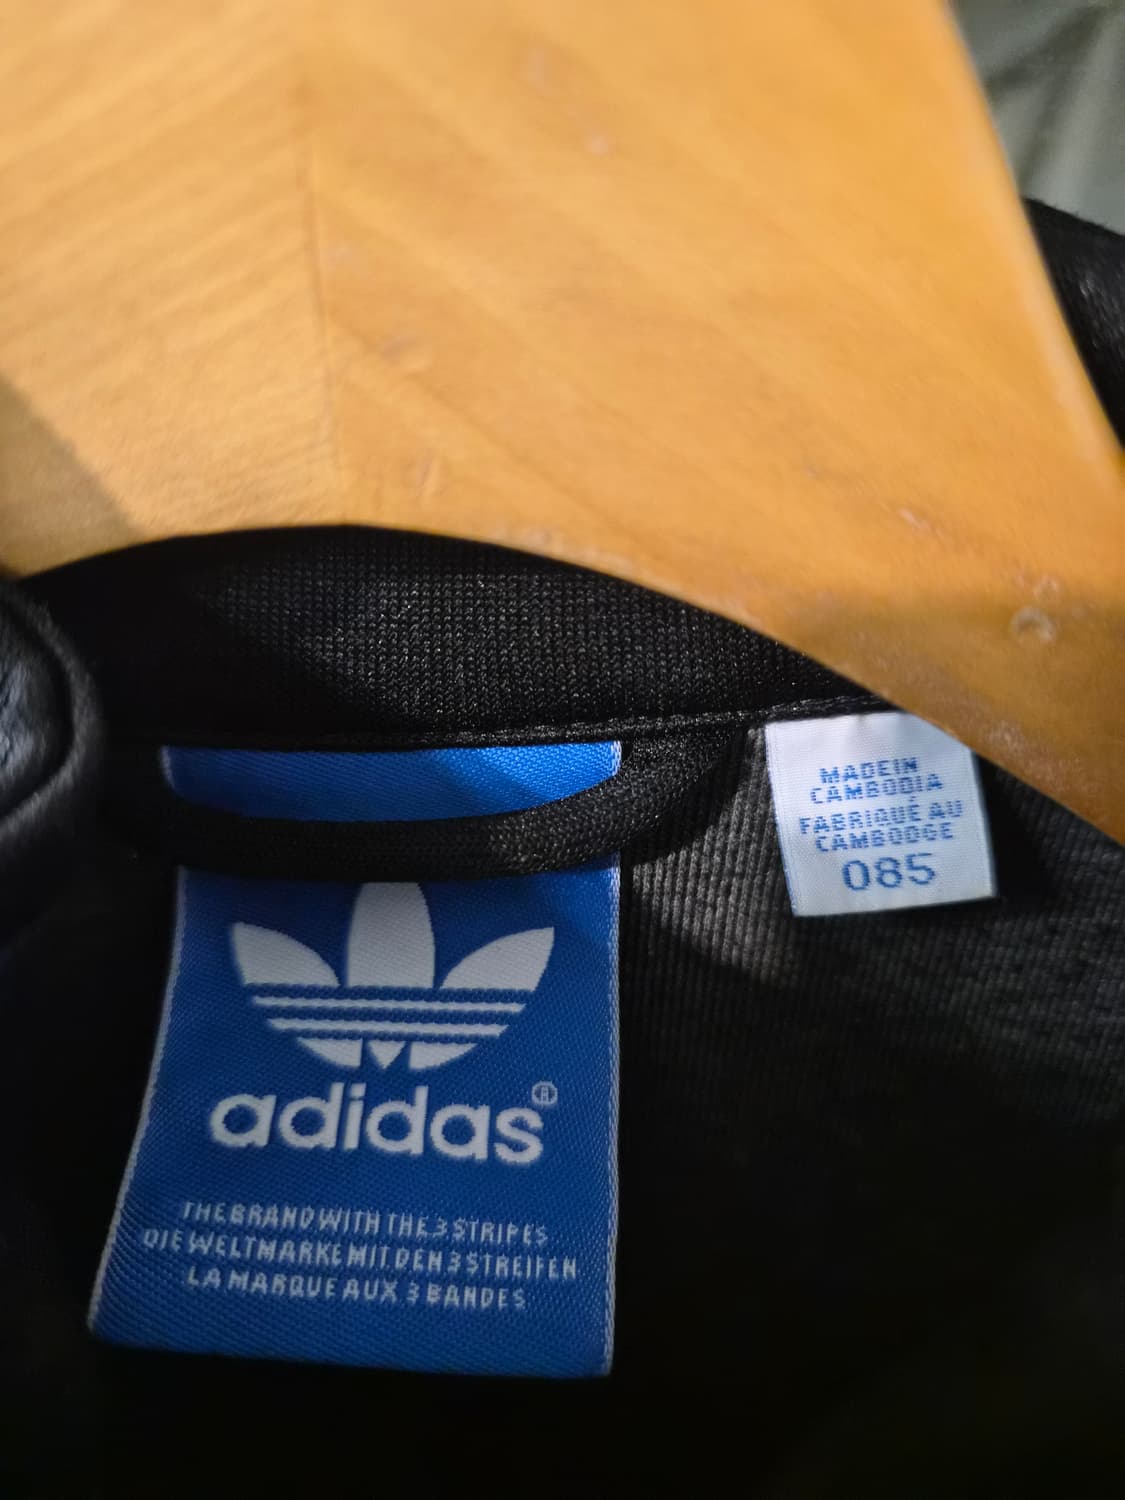 MADE IN
CAMBODIA
FABRIQUÉ AU
CAMBODGE
085
adidas®
THE BRAND WITH THE 3 STRIPES
DIE WELTMARKE MIT DEN 3 STREIFEN
LA MARQUE AUX 3 BANDES